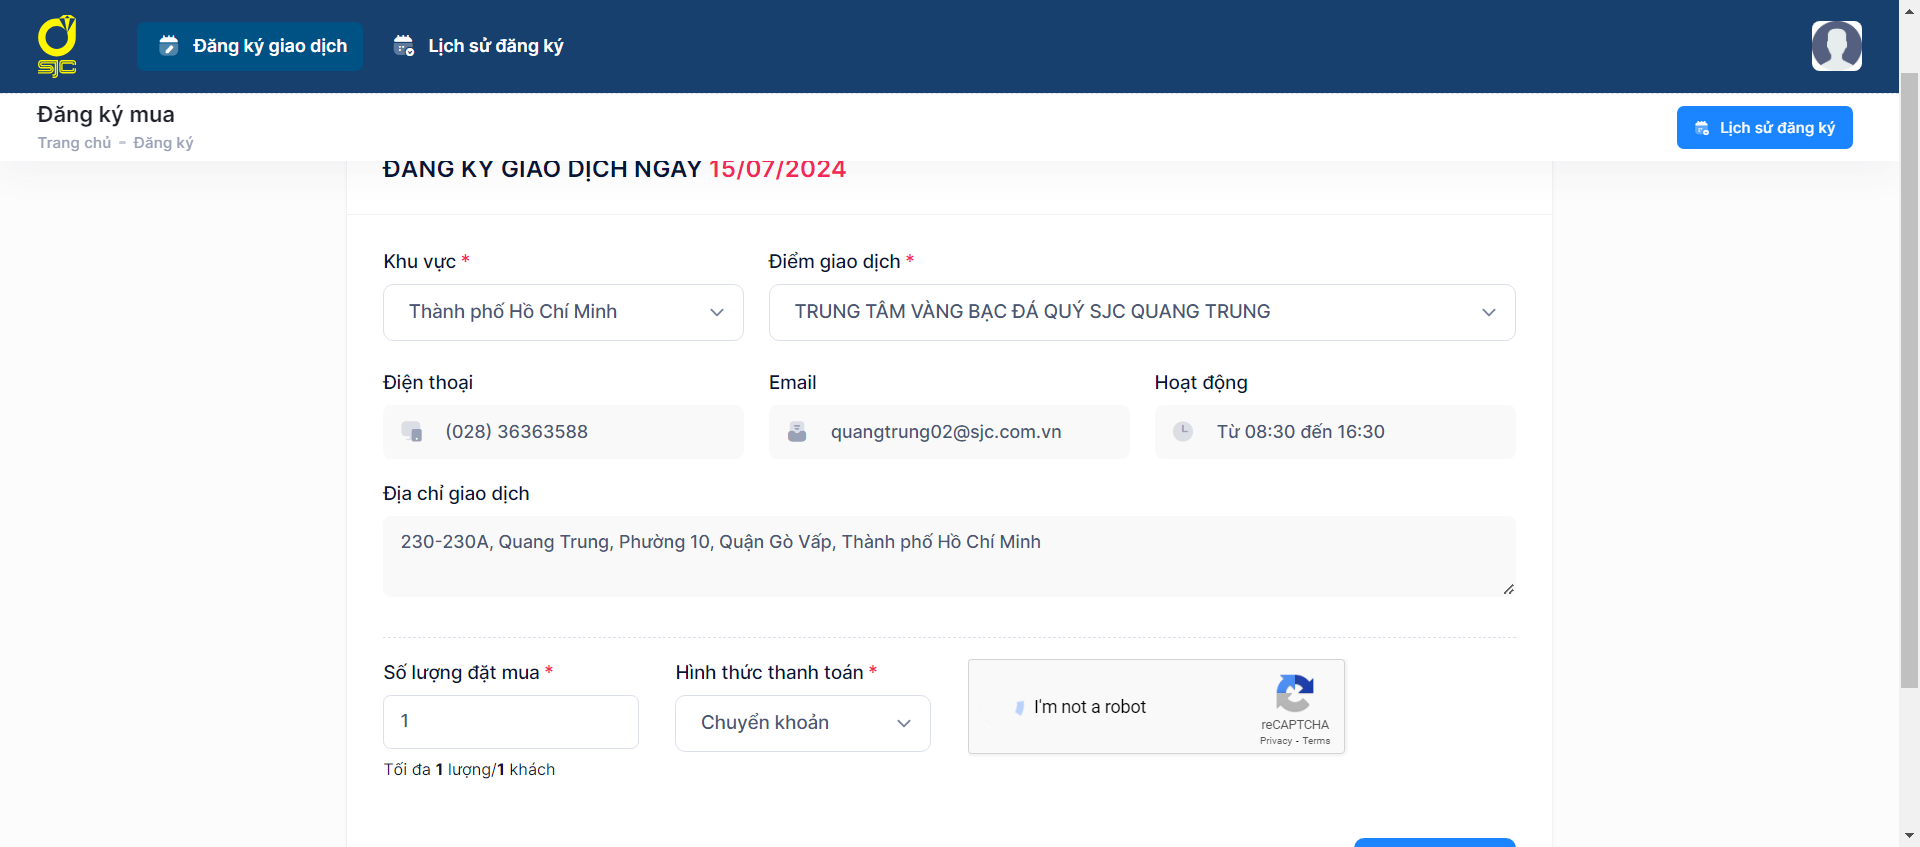 SJC
Đăng ký giao dịch
Lịch sử đăng ký
Đăng ký mua
Trang chủ - Đăng ký
Lịch sử đăng ký
ĐĂNG KÝ GIAO DỊCH NGÀY 15/07/2024
Khu vực *
Điểm giao dịch *
Thành phố Hồ Chí Minh
TRUNG TÂM VÀNG BẠC ĐÁ QUÝ SJC QUANG TRUNG
Điện thoại
Email
Hoạt động
(028) 36363588
quangtrung02@sjc.com.vn
Từ 08:30 đến 16:30
Địa chỉ giao dịch
230-230A, Quang Trung, Phường 10, Quận Gò Vấp, Thành phố Hồ Chí Minh
Số lượng đặt mua *
Hình thức thanh toán *
1
Chuyển khoản
I'm not a robot
reCAPTCHA
Privacy - Terms
Tối đa 1 lượng/1 khách